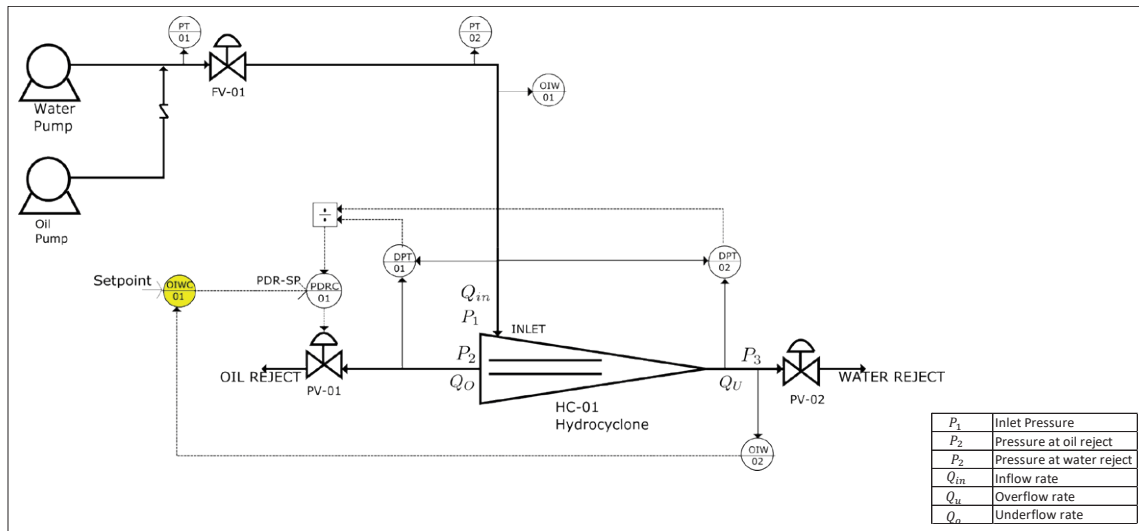 PT
01
PT
02
FV-01
OIW
01
Water
Pump
Oil
Pump
÷
DPT
01
DPT
02
Setpoint
OIWC
01
PDR-SP
PDRC
01
Q_in
P_1
INLET
P_2
P_3
OIL REJECT
PV-01
Q_O
Q_U
PV-02
WATER REJECT
HC-01
Hydrocyclone
OIW
02
P_1 Inlet Pressure
P_2 Pressure at oil reject
P_2 Pressure at water reject
Q_in Inflow rate
Q_u Overflow rate
Q_o Underflow rate